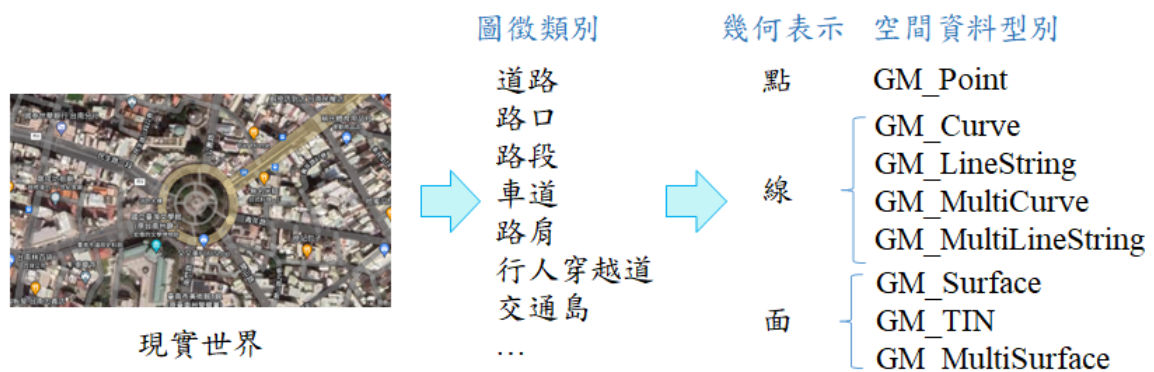 圖徵類別
幾何表示
空間資料型別
道路
路口
路段
車道
路肩
行人穿越道
交通島
…
點
GM_Point
線
GM_Curve
GM_LineString
GM_MultiCurve
GM_MultiLineString
面
GM_Surface
GM_TIN
GM_MultiSurface
現實世界